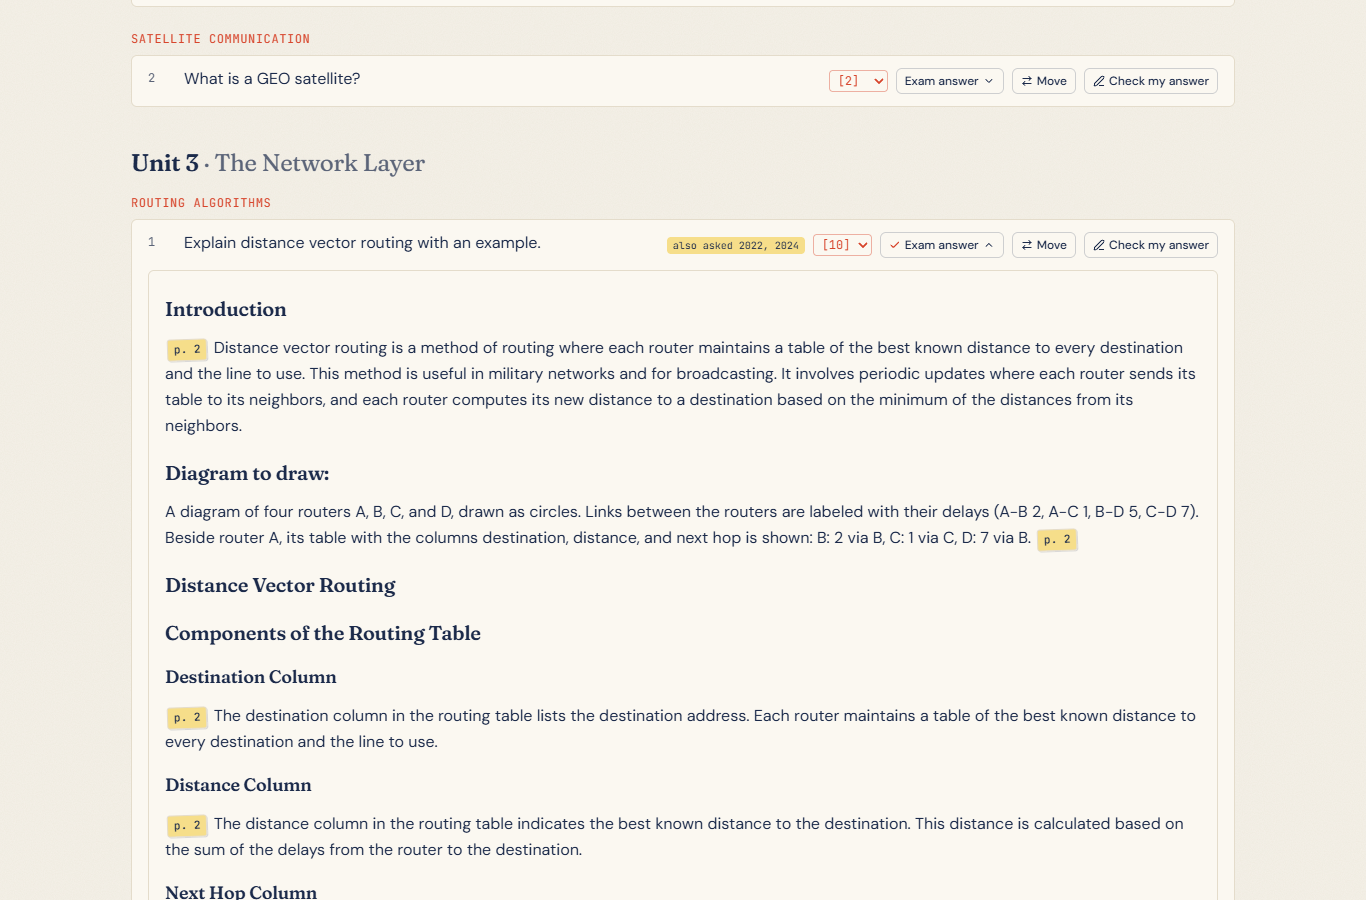 SATELLITE COMMUNICATION
2 What is a GEO satellite? [2] Exam answer Move Check my answer
Unit 3 · The Network Layer
ROUTING ALGORITHMS
1 Explain distance vector routing with an example. also asked 2022, 2024 [10] Exam answer Move Check my answer
Introduction
p. 2 Distance vector routing is a method of routing where each router maintains a table of the best known distance to every destination
and the line to use. This method is useful in military networks and for broadcasting. It involves periodic updates where each router sends its
table to its neighbors, and each router computes its new distance to a destination based on the minimum of the distances from its
neighbors.
Diagram to draw:
A diagram of four routers A, B, C, and D, drawn as circles. Links between the routers are labeled with their delays (A-B 2, A-C 1, B-D 5, C-D 7).
Beside router A, its table with the columns destination, distance, and next hop is shown: B: 2 via B, C: 1 via C, D: 7 via B. p. 2
Distance Vector Routing
Components of the Routing Table
Destination Column
p. 2 The destination column in the routing table lists the destination address. Each router maintains a table of the best known distance to
every destination and the line to use.
Distance Column
p. 2 The distance column in the routing table indicates the best known distance to the destination. This distance is calculated based on
the sum of the delays from the router to the destination.
Next Hop Column